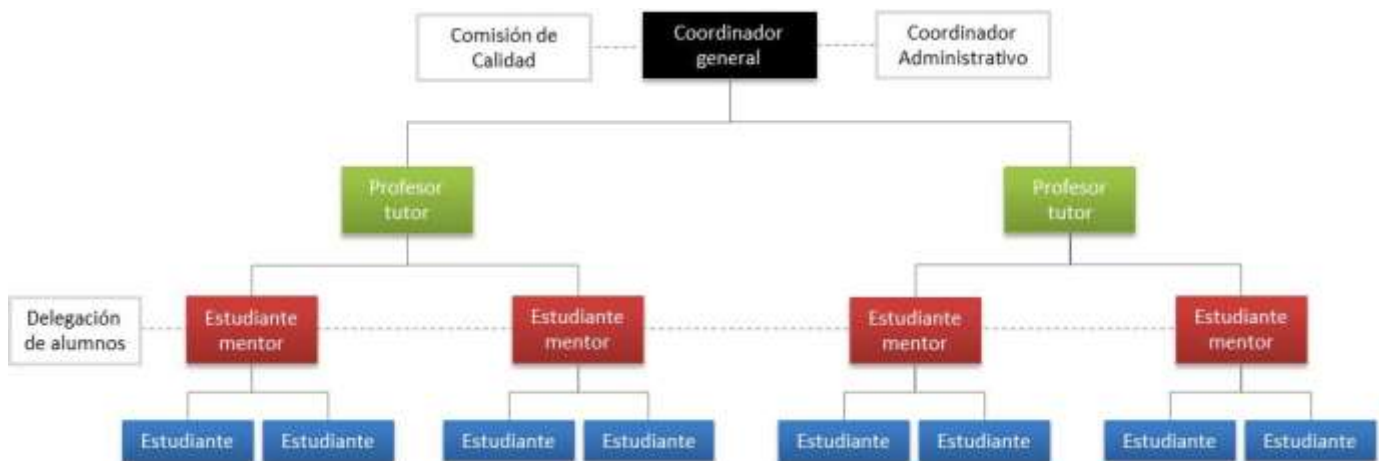 Comisión de
Calidad
Coordinador
general
Coordinador
Administrativo
Profesor
tutor
Profesor
tutor
Delegación
de alumnos
Estudiante
mentor
Estudiante
mentor
Estudiante
mentor
Estudiante
mentor
Estudiante
Estudiante
Estudiante
Estudiante
Estudiante
Estudiante
Estudiante
Estudiante